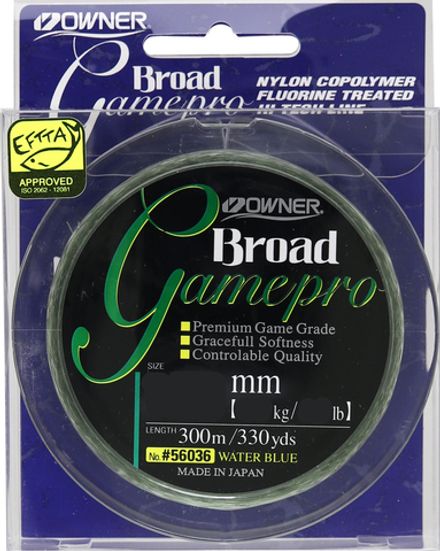 OWNER
Broad
Gamepro
NYLON COPOLYMER
FLUORINE TREATED
HI-TECH LINE
EFTTA
APPROVED
ISO 2062 - 12081
OWNER
Broad
Gamepro
Premium Game Grade
Gracefull Softness
Controlable Quality
SIZE
mm
【 kg/ lb】
LENGTH 300m/330yds
No. #56036 WATER BLUE
MADE IN JAPAN